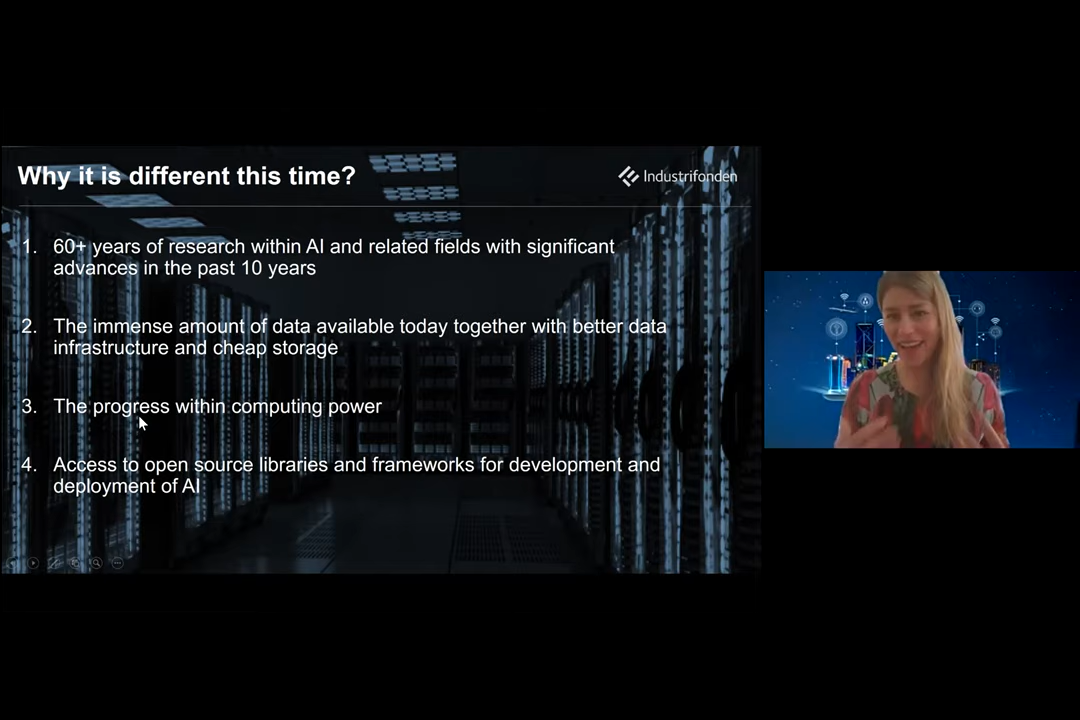 Why it is different this time?
Industrifonden
1. 60+ years of research within AI and related fields with significant
advances in the past 10 years
2. The immense amount of data available today together with better data
infrastructure and cheap storage
3. The progress within computing power
4. Access to open source libraries and frameworks for development and
deployment of AI